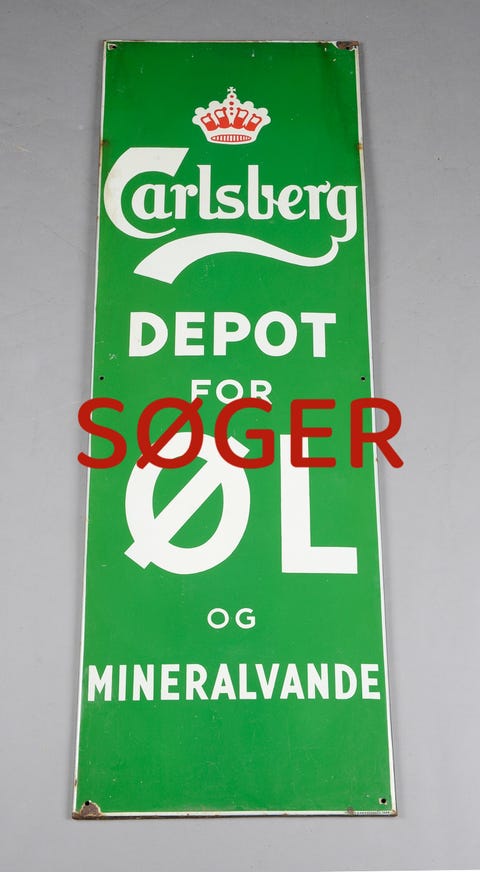 Carlsberg
DEPOT
FOR
SØGER
ØL
OG
MINERALVANDE